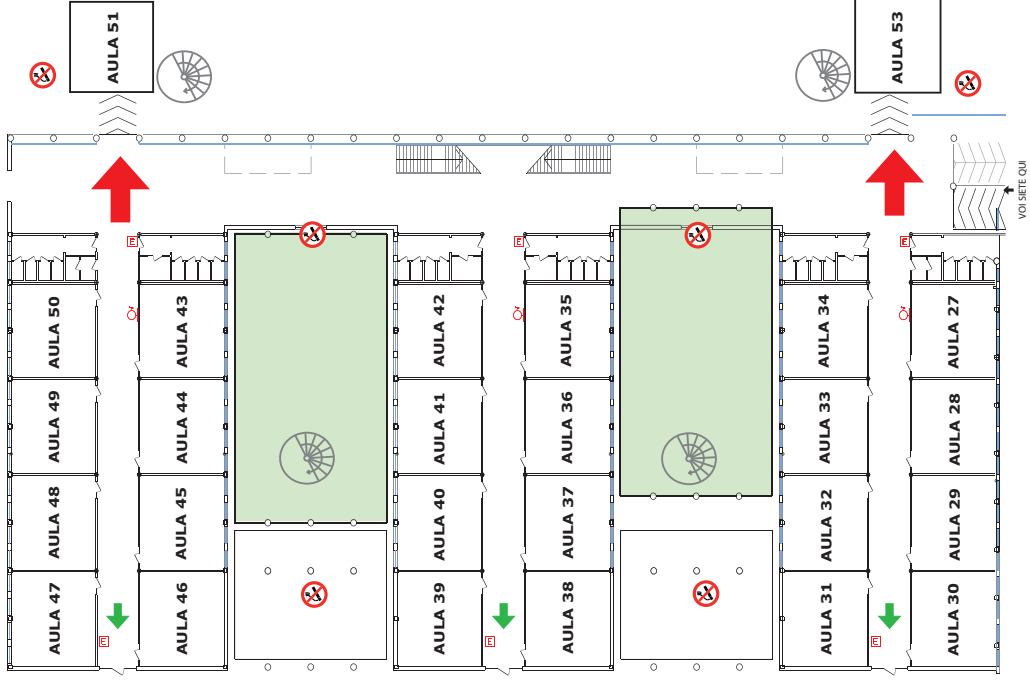 AULA 51
AULA 53
VOI SIETE QUI
E
E
E
AULA 50
AULA 43
AULA 42
AULA 35
AULA 34
AULA 27
AULA 49
AULA 44
AULA 41
AULA 36
AULA 33
AULA 28
AULA 48
AULA 45
AULA 40
AULA 37
AULA 32
AULA 29
AULA 47
AULA 46
AULA 39
AULA 38
AULA 31
AULA 30
E
E
E